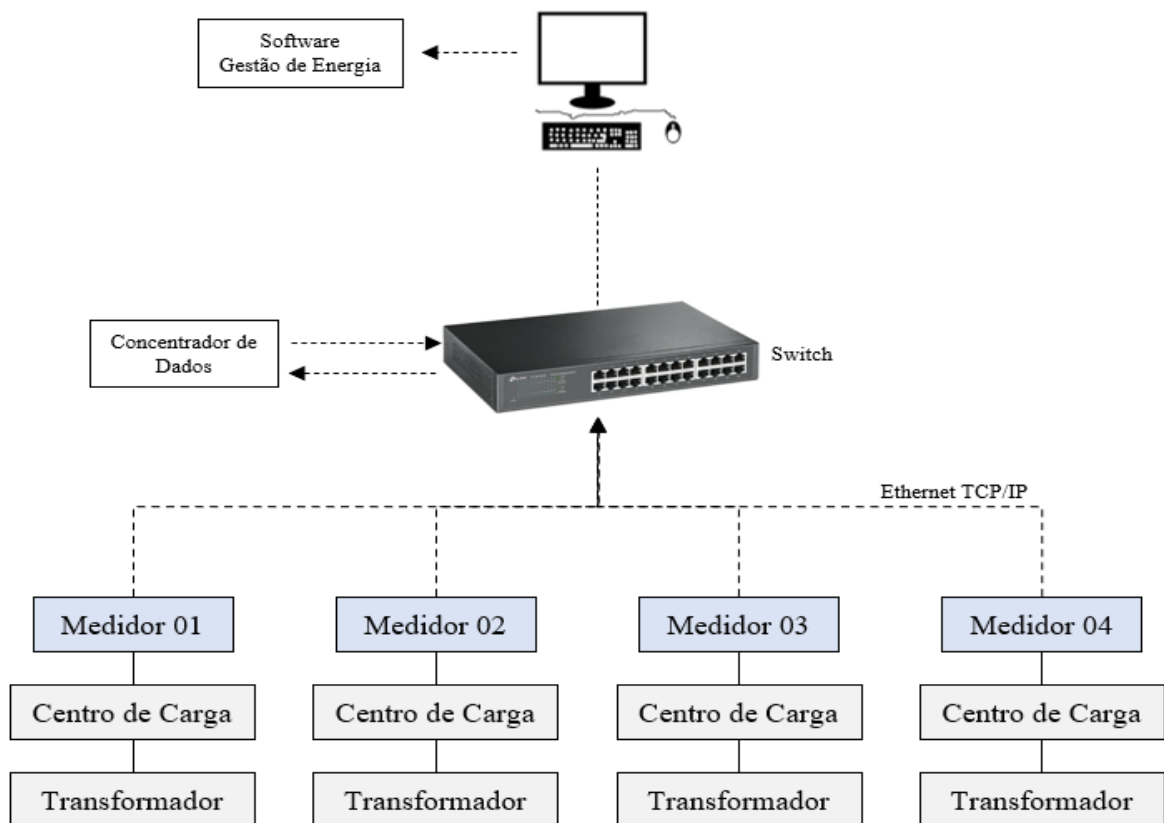 Software
Gestão de Energia
Concentrador de
Dados
Switch
Ethernet TCP/IP
Medidor 01
Medidor 02
Medidor 03
Medidor 04
Centro de Carga
Centro de Carga
Centro de Carga
Centro de Carga
Transformador
Transformador
Transformador
Transformador